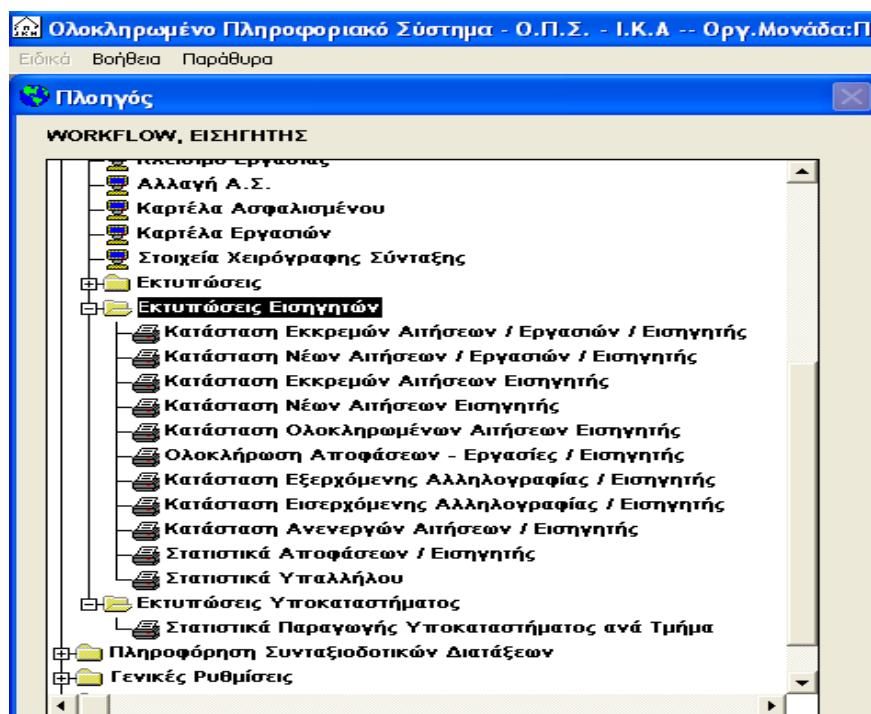 Ολοκληρωμένο Πληροφοριακό Σύστημα - Ο.Π.Σ. - Ι.Κ.Α -- Οργ.Μονάδα:Π
Ειδικά Βοήθεια Παράθυρα
Πλοηγός
WORKFLOW, ΕΙΣΗΓΗΤΗΣ
Κλείσιμο Εργασίας
Αλλαγή Α.Σ.
Καρτέλα Ασφαλισμένου
Καρτέλα Εργασιών
Στοιχεία Χειρόγραφης Σύνταξης
Εκτυπώσεις
Εκτυπώσεις Εισηγητών
Κατάσταση Εκκρεμών Αιτήσεων / Εργασιών / Εισηγητής
Κατάσταση Νέων Αιτήσεων / Εργασιών / Εισηγητής
Κατάσταση Εκκρεμών Αιτήσεων Εισηγητής
Κατάσταση Νέων Αιτήσεων Εισηγητής
Κατάσταση Ολοκληρωμένων Αιτήσεων Εισηγητής
Ολοκλήρωση Αποφάσεων - Εργασίες / Εισηγητής
Κατάσταση Εξερχόμενης Αλληλογραφίας / Εισηγητής
Κατάσταση Εισερχόμενης Αλληλογραφίας / Εισηγητής
Κατάσταση Ανενεργών Αιτήσεων / Εισηγητής
Στατιστικά Αποφάσεων / Εισηγητής
Στατιστικά Υπαλλήλου
Εκτυπώσεις Υποκαταστήματος
Στατιστικά Παραγωγής Υποκαταστήματος ανά Τμήμα
Πληροφόρηση Συνταξιοδοτικών Διατάξεων
Γενικές Ρυθμίσεις